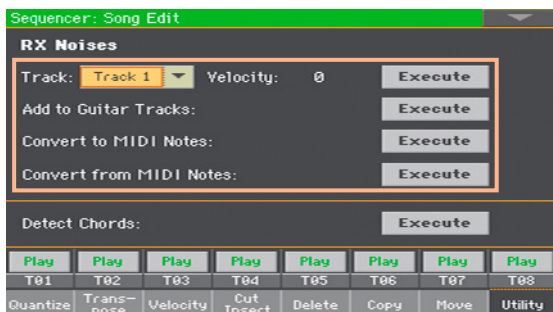 Sequencer: Song Edit
RX Noises
Track: Track 1 Velocity: 0 Execute
Add to Guitar Tracks: Execute
Convert to MIDI Notes: Execute
Convert from MIDI Notes: Execute
Detect Chords: Execute
Play Play Play Play Play Play Play Play
T01 T02 T03 T04 T05 T06 T07 T08
Quantize Trans- Velocity Cut Delete Copy Move Utility
pose Insect